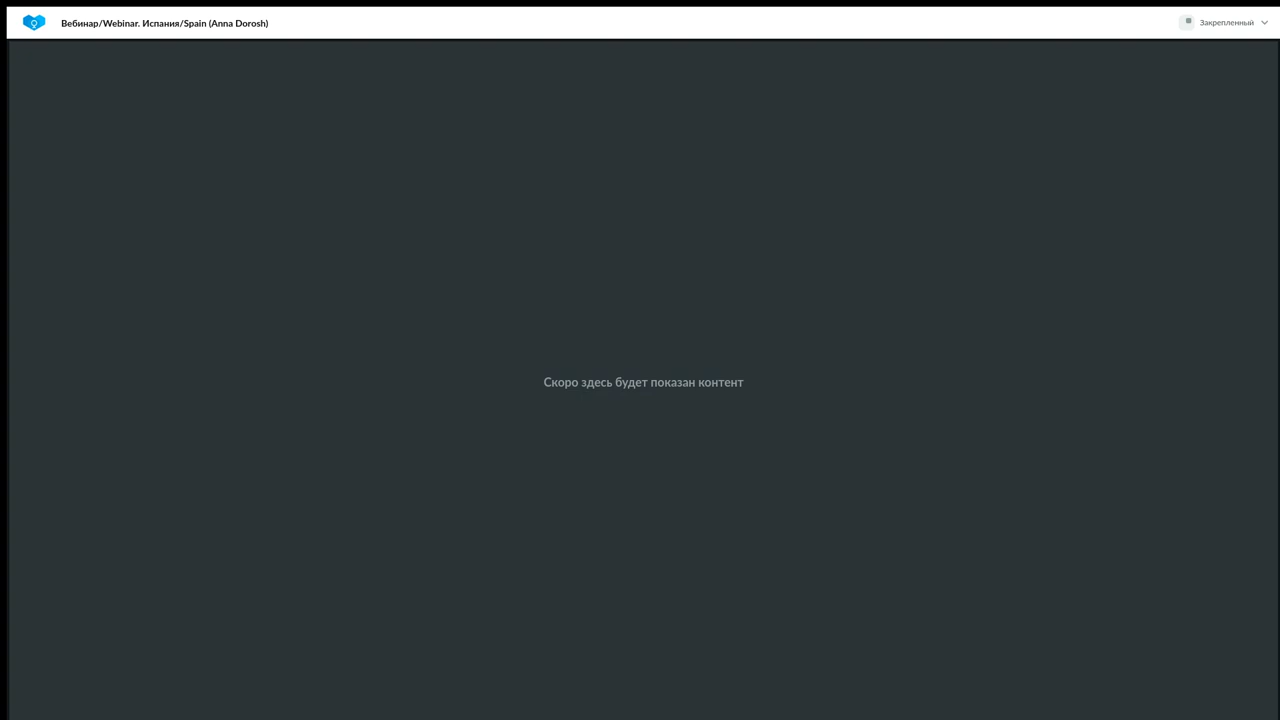 Вебинар/Webinar. Испания/Spain (Anna Dorosh)
Закрепленный
Скоро здесь будет показан контент